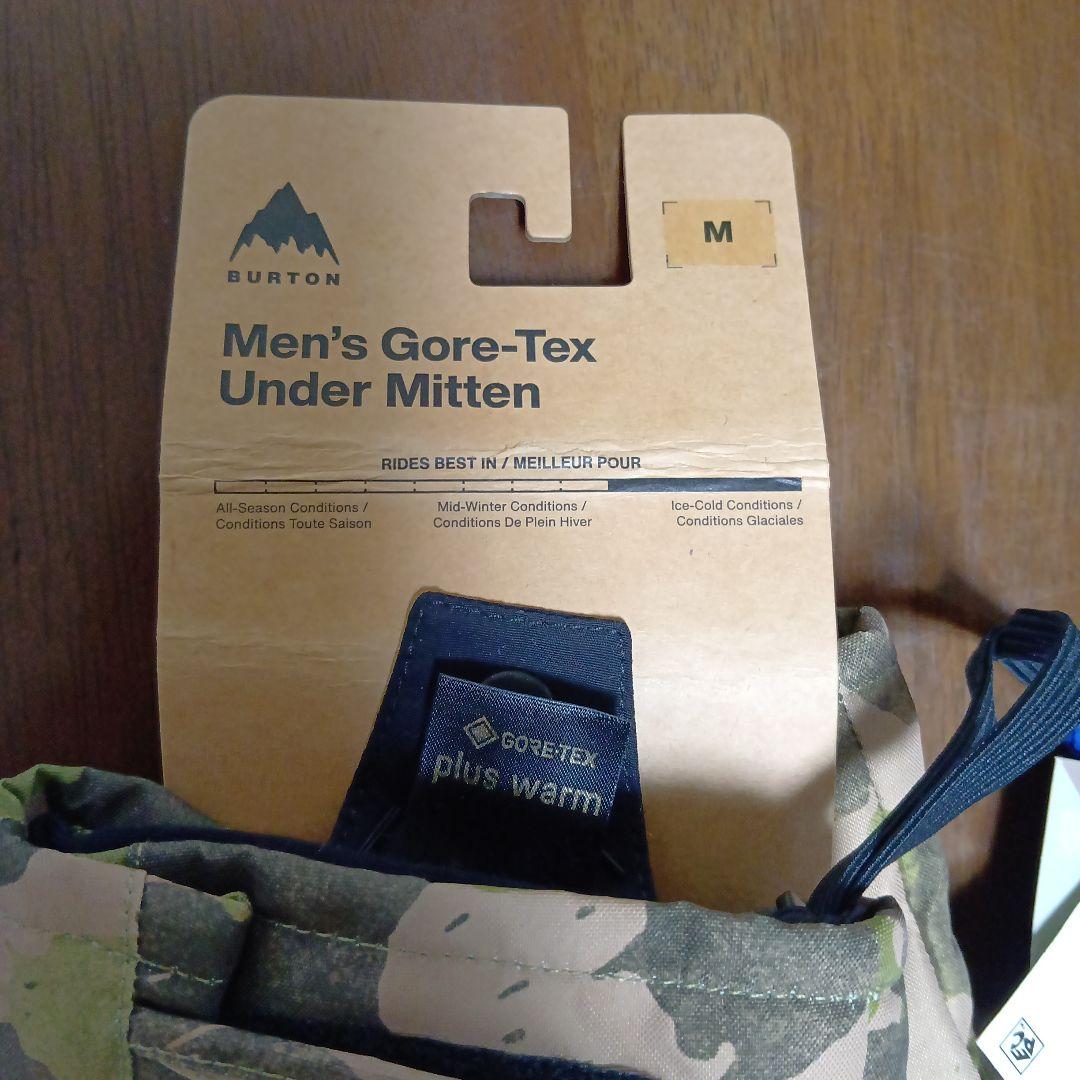 BURTON
M
Men's Gore-Tex
Under Mitten
RIDES BEST IN / MEILLEUR POUR
All-Season Conditions /
Conditions Toute Saison
Mid-Winter Conditions /
Conditions De Plein Hiver
Ice-Cold Conditions /
Conditions Glaciales
GORE-TEX
plus warm